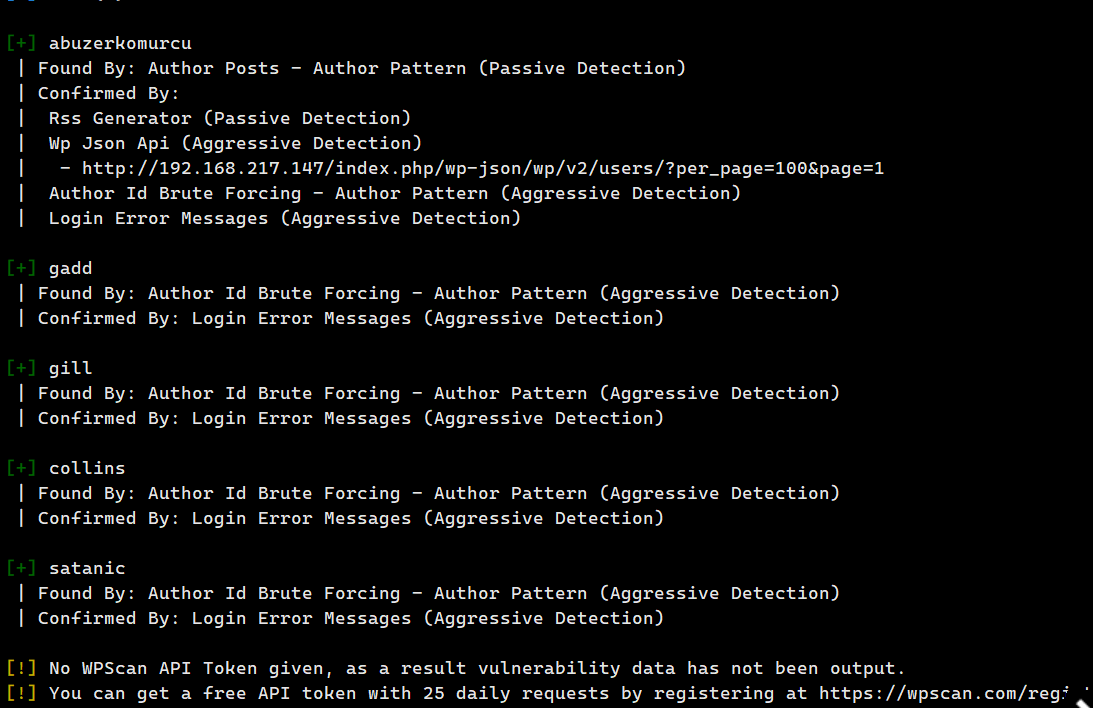 [+] abuzerkomurcu
| Found By: Author Posts - Author Pattern (Passive Detection)
| Confirmed By:
| Rss Generator (Passive Detection)
| Wp Json Api (Aggressive Detection)
| - http://192.168.217.147/index.php/wp-json/wp/v2/users/?per_page=100&page=1
| Author Id Brute Forcing - Author Pattern (Aggressive Detection)
| Login Error Messages (Aggressive Detection)
[+] gadd
| Found By: Author Id Brute Forcing - Author Pattern (Aggressive Detection)
| Confirmed By: Login Error Messages (Aggressive Detection)
[+] gill
| Found By: Author Id Brute Forcing - Author Pattern (Aggressive Detection)
| Confirmed By: Login Error Messages (Aggressive Detection)
[+] collins
| Found By: Author Id Brute Forcing - Author Pattern (Aggressive Detection)
| Confirmed By: Login Error Messages (Aggressive Detection)
[+] satanic
| Found By: Author Id Brute Forcing - Author Pattern (Aggressive Detection)
| Confirmed By: Login Error Messages (Aggressive Detection)
[!] No WPScan API Token given, as a result vulnerability data has not been output.
[!] You can get a free API token with 25 daily requests by registering at https://wpscan.com/regi